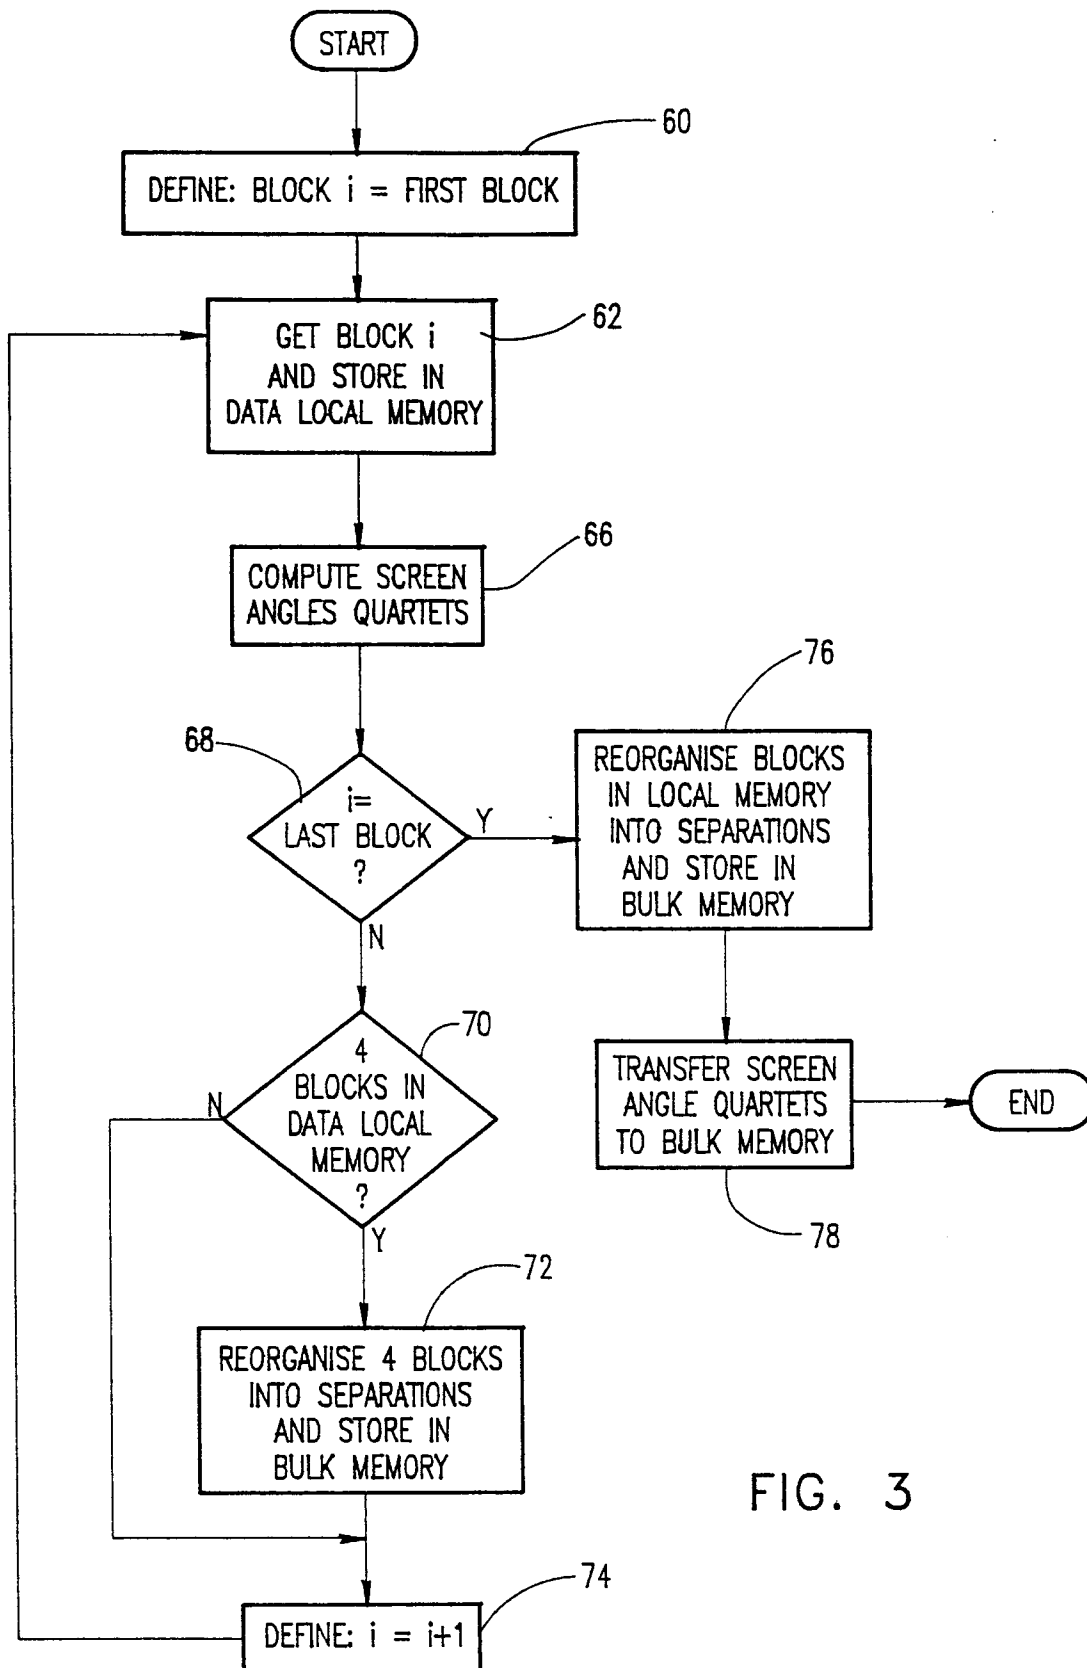 START
60
DEFINE: BLOCK i = FIRST BLOCK
62
GET BLOCK i
AND STORE IN
DATA LOCAL MEMORY
66
COMPUTE SCREEN
ANGLES QUARTETS
68
i=
LAST BLOCK
?
Y
N
76
REORGANISE BLOCKS
IN LOCAL MEMORY
INTO SEPARATIONS
AND STORE IN
BULK MEMORY
70
4
BLOCKS IN
DATA LOCAL
MEMORY
?
N
Y
TRANSFER SCREEN
ANGLE QUARTETS
TO BULK MEMORY
78
END
72
REORGANISE 4 BLOCKS
INTO SEPARATIONS
AND STORE IN
BULK MEMORY
74
DEFINE: i = i+1
FIG. 3